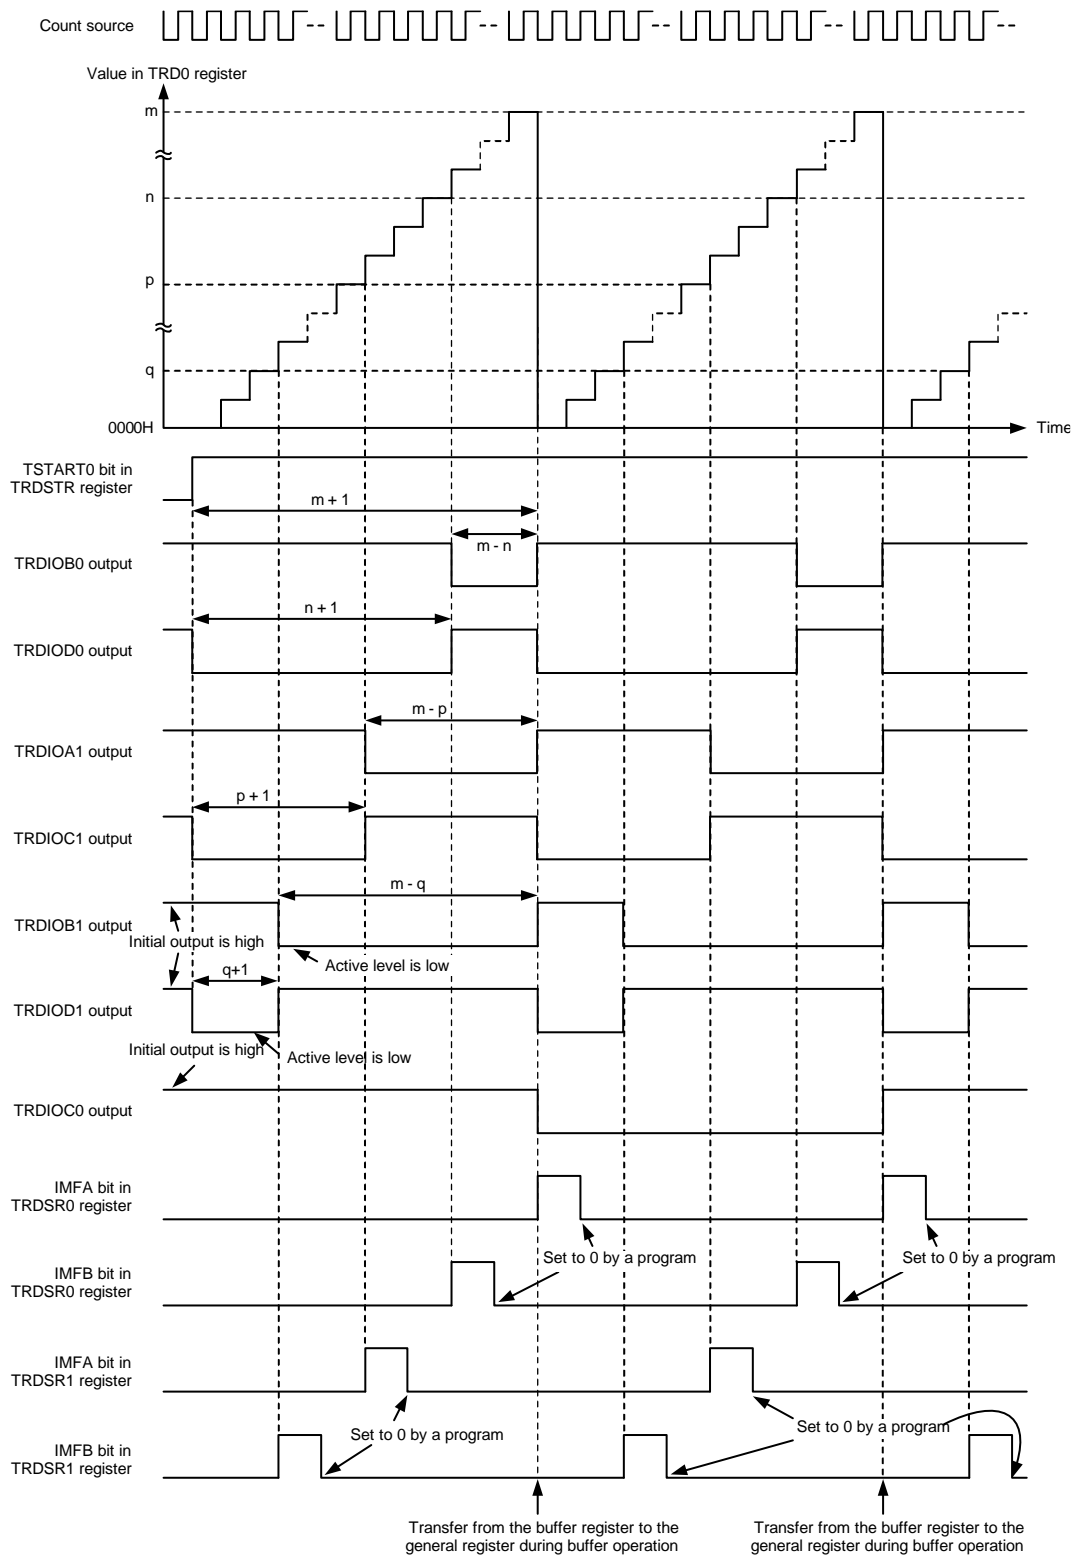 Count source
Value in TRD0 register
m
n
p
q
0000H
Time
TSTART0 bit in
TRDSTR register
m + 1
m - n
TRDIOB0 output
n + 1
TRDIOD0 output
m - p
TRDIOA1 output
p + 1
TRDIOC1 output
m - q
TRDIOB1 output
Initial output is high
Active level is low
q+1
TRDIOD1 output
Initial output is high
Active level is low
TRDIOC0 output
IMFA bit in
TRDSR0 register
Set to 0 by a program
Set to 0 by a program
IMFB bit in
TRDSR0 register
IMFA bit in
TRDSR1 register
Set to 0 by a program
Set to 0 by a program
IMFB bit in
TRDSR1 register
Transfer from the buffer register to the
general register during buffer operation
Transfer from the buffer register to the
general register during buffer operation